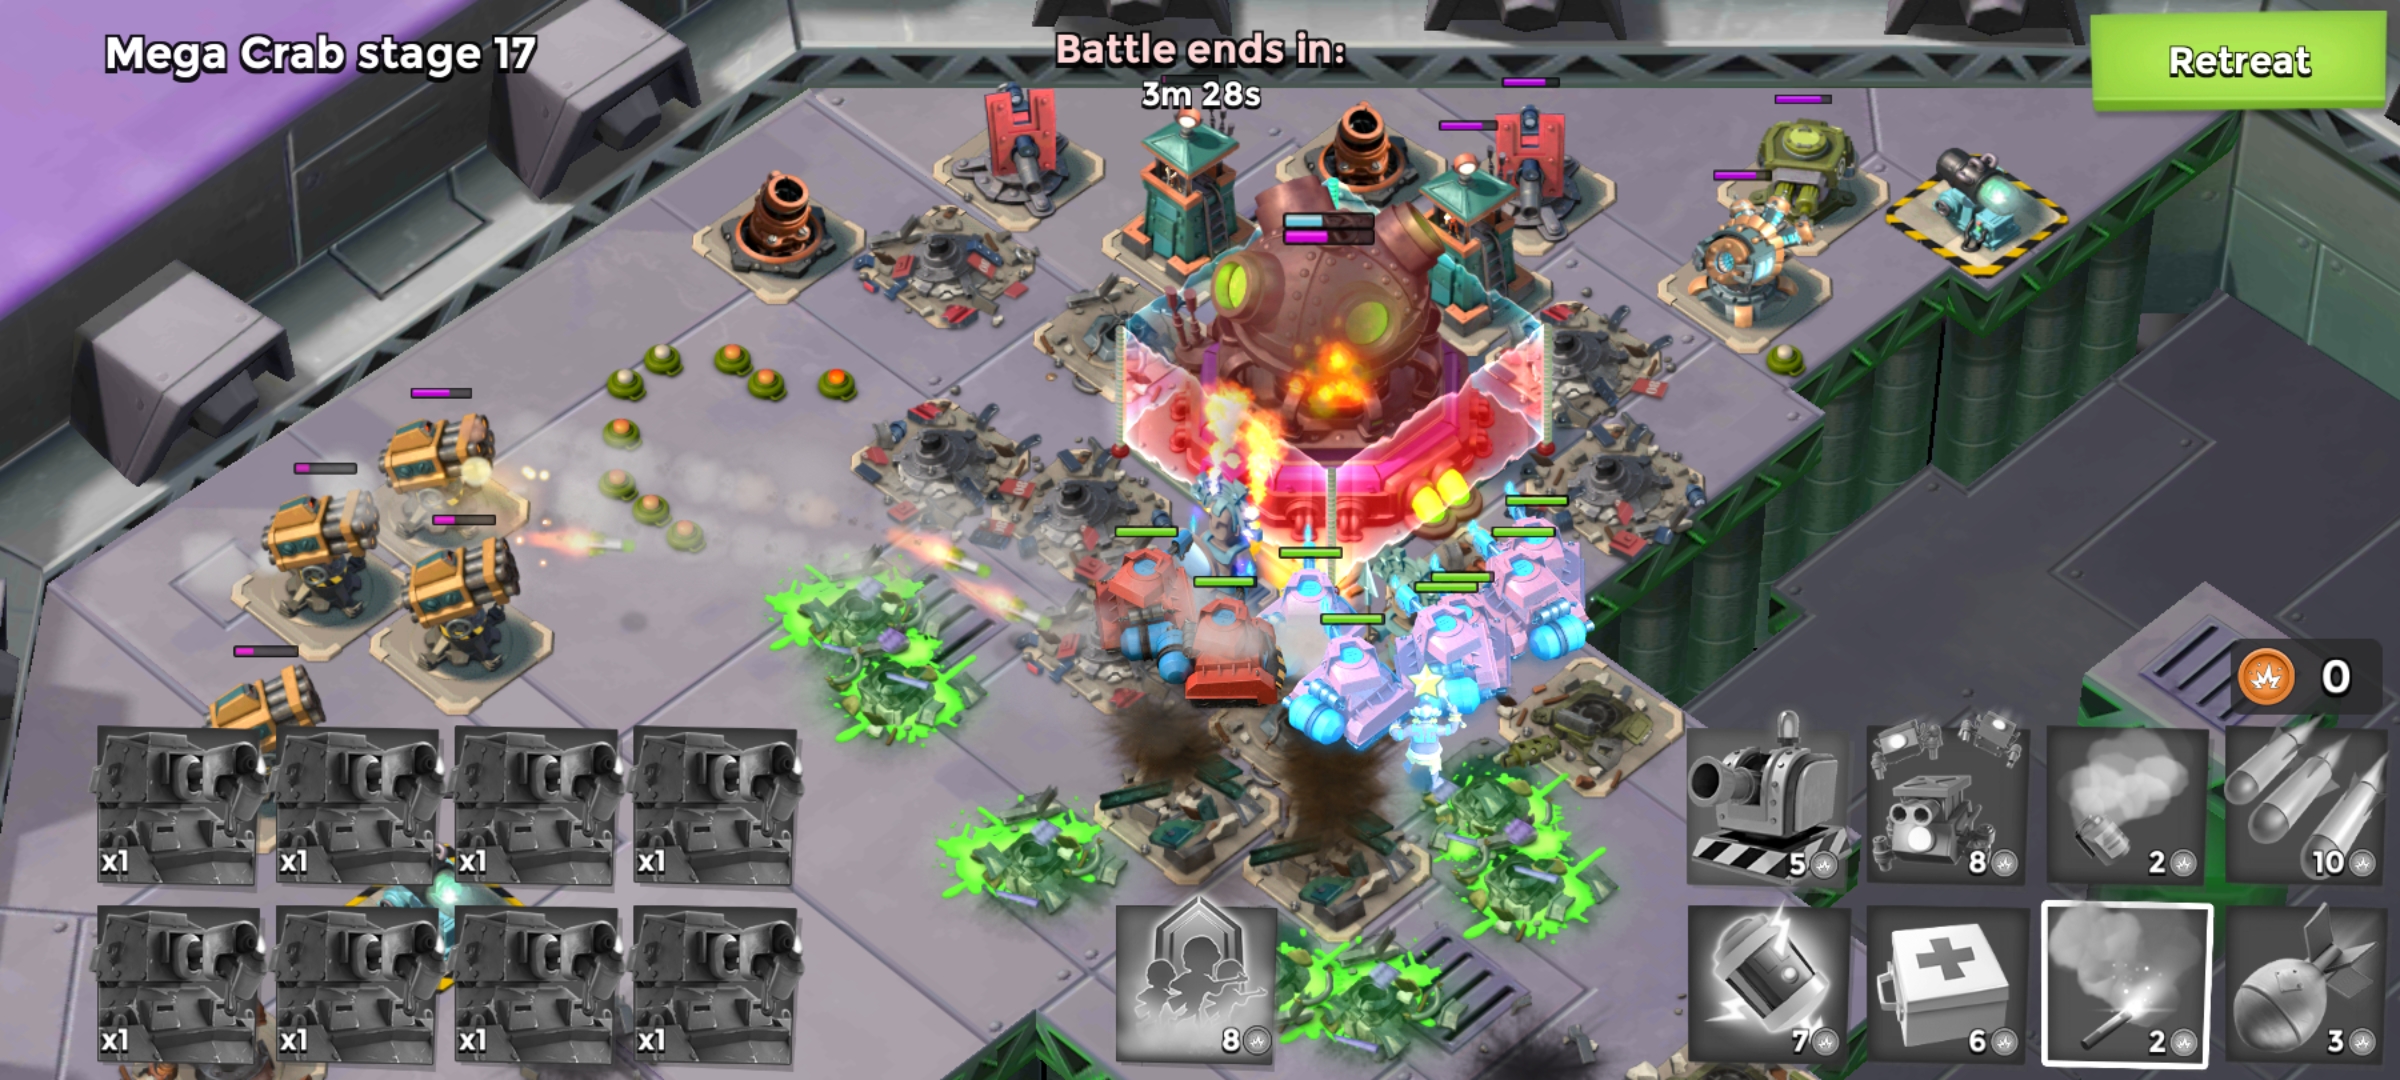 Mega Crab stage 17
Battle ends in:
3m 28s
Retreat
0
x1 x1 x1 x1
5 8 2 10
x1 x1 x1 x1
8 7 6 2 3